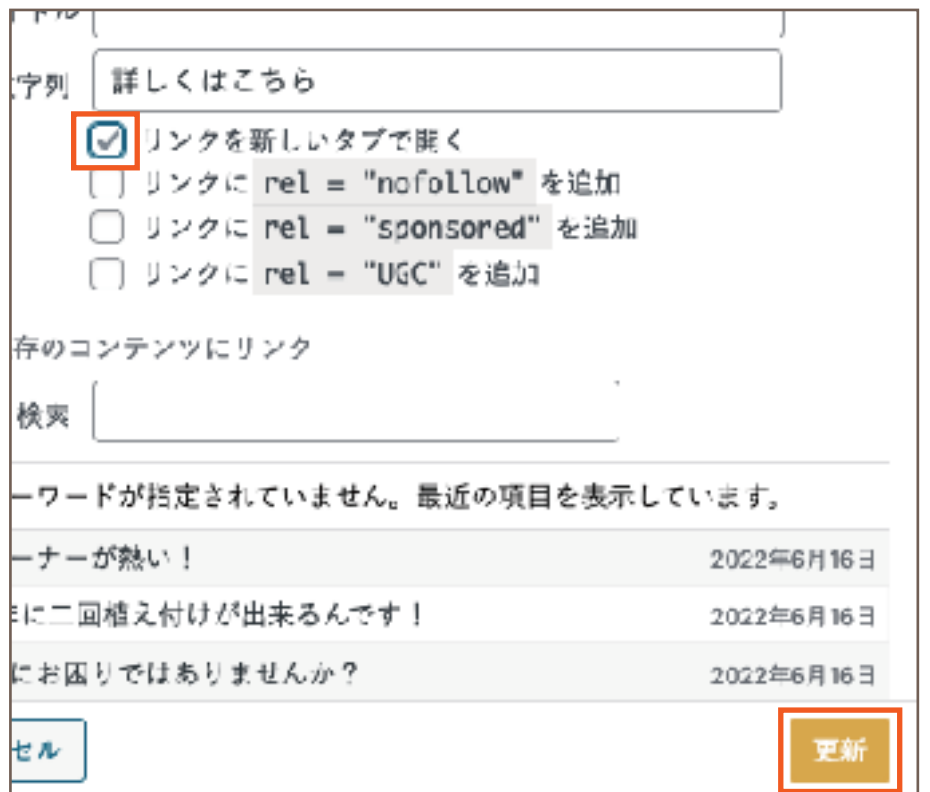 イトル
字列 詳しくはこちら
リンクを新しいタブで開く
リンクに rel = "nofollow" を追加
リンクに rel = "sponsored" を追加
リンクに rel = "UGC" を追加
存のコンテンツにリンク
検索
ーワードが指定されていません。最近の項目を表示しています。
ーナーが熱い！ 2022年6月16日
に二回植え付けが出来るんです！ 2022年6月16日
にお困りではありませんか？ 2022年6月16日
セル 更新